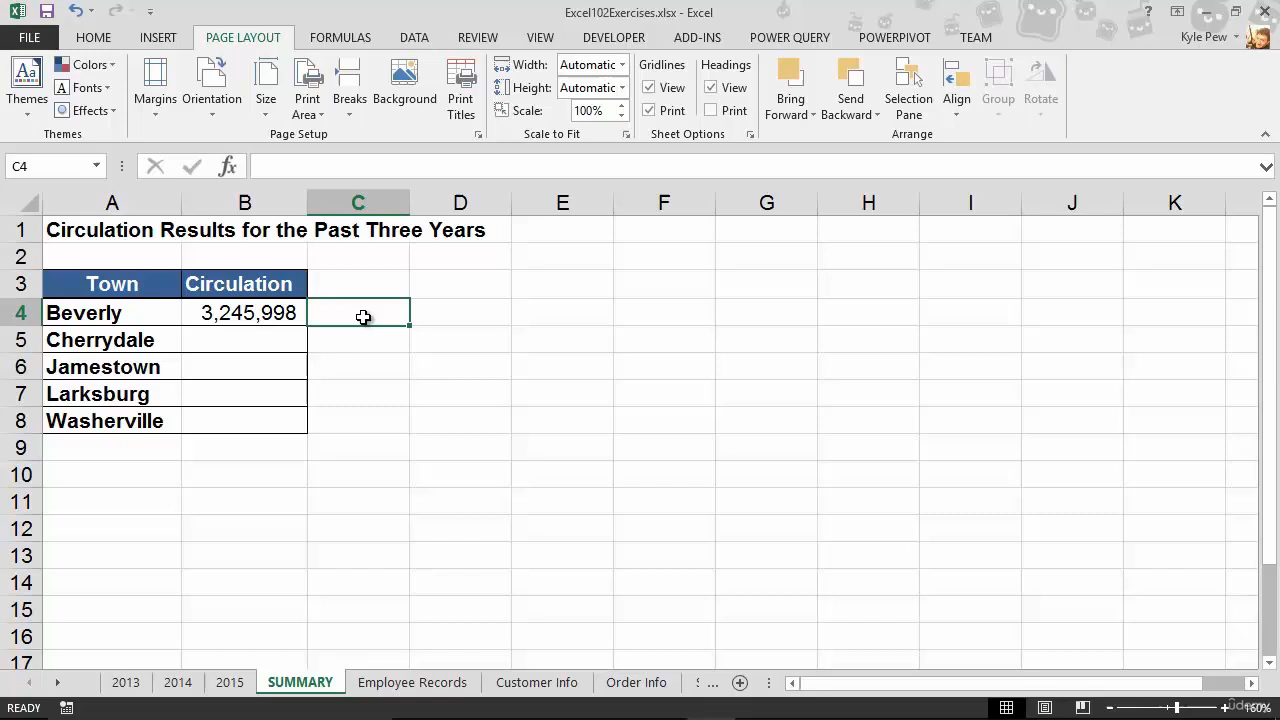 Excel102Exercises.xlsx - Excel
?
FILE HOME INSERT PAGE LAYOUT FORMULAS DATA REVIEW VIEW DEVELOPER ADD-INS POWER QUERY POWERPIVOT TEAM Kyle Pew
Aa Themes Colors Fonts Effects
Margins Orientation Size Print Area Breaks Background Print Titles
Width: Automatic
Height: Automatic
Scale: 100%
Gridlines Headings
View View
Print Print
Bring Forward Send Backward Selection Pane Align Group Rotate
Themes Page Setup Scale to Fit Sheet Options Arrange
C4 fx
A B C D E F G H I J K
1 Circulation Results for the Past Three Years
2
3 Town Circulation
4 Beverly 3,245,998
5 Cherrydale
6 Jamestown
7 Larksburg
8 Washerville
9
10
11
12
13
14
15
16
17
2013 2014 2015 SUMMARY Employee Records Customer Info Order Info ...
READY 160%
Udemy